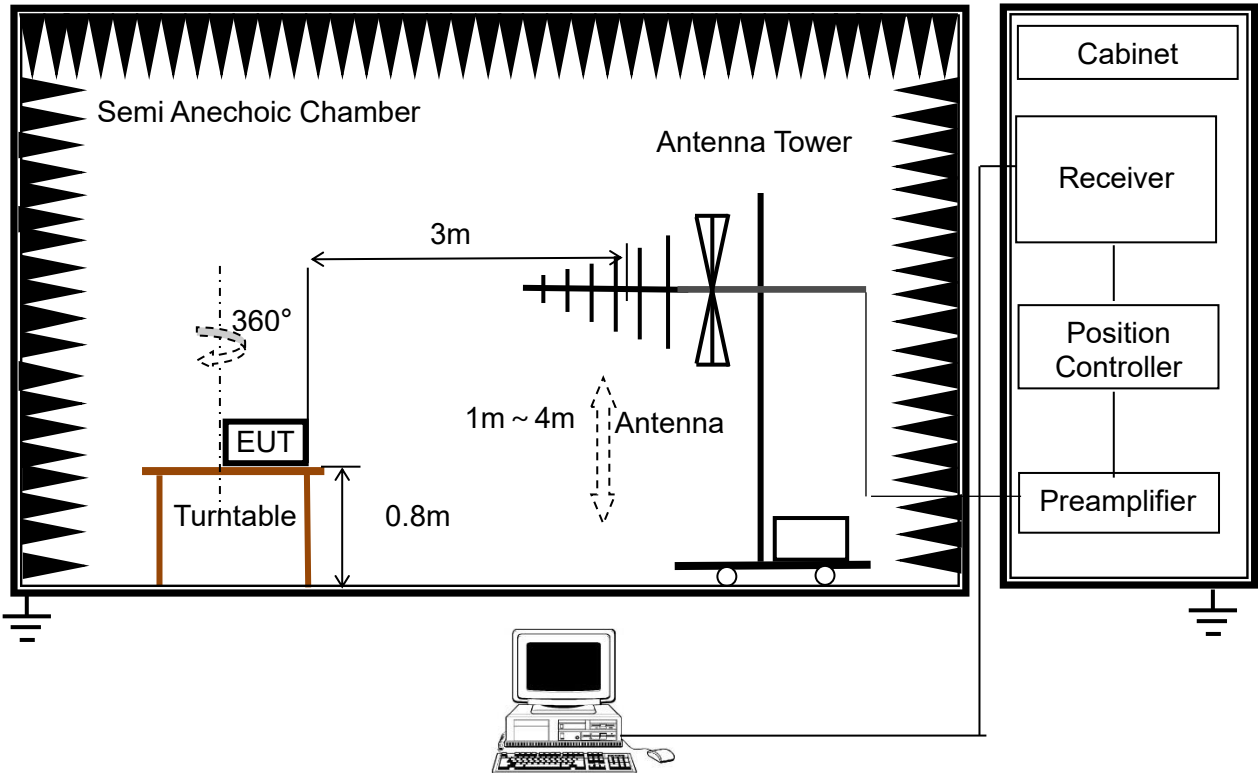 Cabinet
Semi Anechoic Chamber
Antenna Tower
Receiver
3m
360°
Position
Controller
1m ~ 4m
Antenna
EUT
Turntable
0.8m
Preamplifier